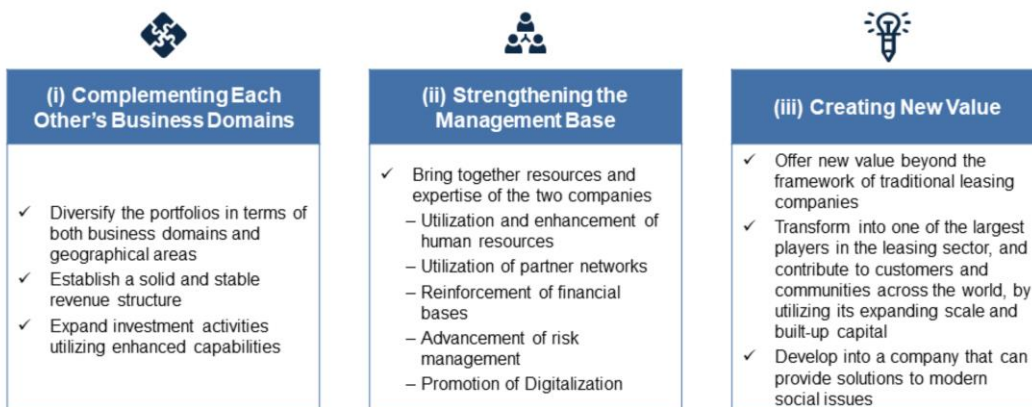 (i) Complementing Each
Other's Business Domains
✓ Diversify the portfolios in terms of
both business domains and
geographical areas
✓ Establish a solid and stable
revenue structure
✓ Expand investment activities
utilizing enhanced capabilities
(ii) Strengthening the
Management Base
✓ Bring together resources and
expertise of the two companies
– Utilization and enhancement of
human resources
– Utilization of partner networks
– Reinforcement of financial
bases
– Advancement of risk
management
– Promotion of Digitalization
(iii) Creating New Value
✓ Offer new value beyond the
framework of traditional leasing
companies
✓ Transform into one of the largest
players in the leasing sector, and
contribute to customers and
communities across the world, by
utilizing its expanding scale and
built-up capital
✓ Develop into a company that can
provide solutions to modern
social issues